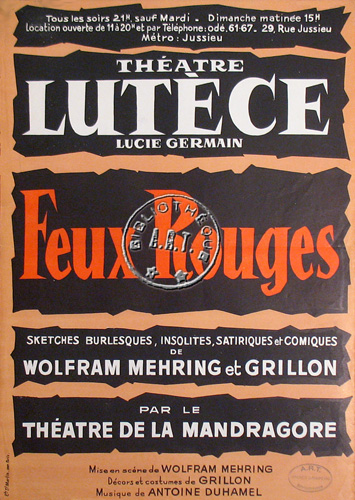 Tous les soirs 21H, sauf Mardi - Dimanche matinée 15H
Location ouverte de 11 à 20H et par Téléphone: odé. 61-67. 29, Rue Jussieu
Métro: Jussieu
THÉATRE
LUTÈCE
LUCIE GERMAIN
Feux Rouges
BIBLIOTHÈQUE
A.R.T.
SKETCHES BURLESQUES, INSOLITES, SATIRIQUES et COMIQUES
DE
WOLFRAM MEHRING et GRILLON
PAR LE
THÉATRE DE LA MANDRAGORE
Mise en scène de WOLFRAM MEHRING
Décors et costumes de GRILLON
Musique de ANTOINE DUHAMEL
A.R.T.